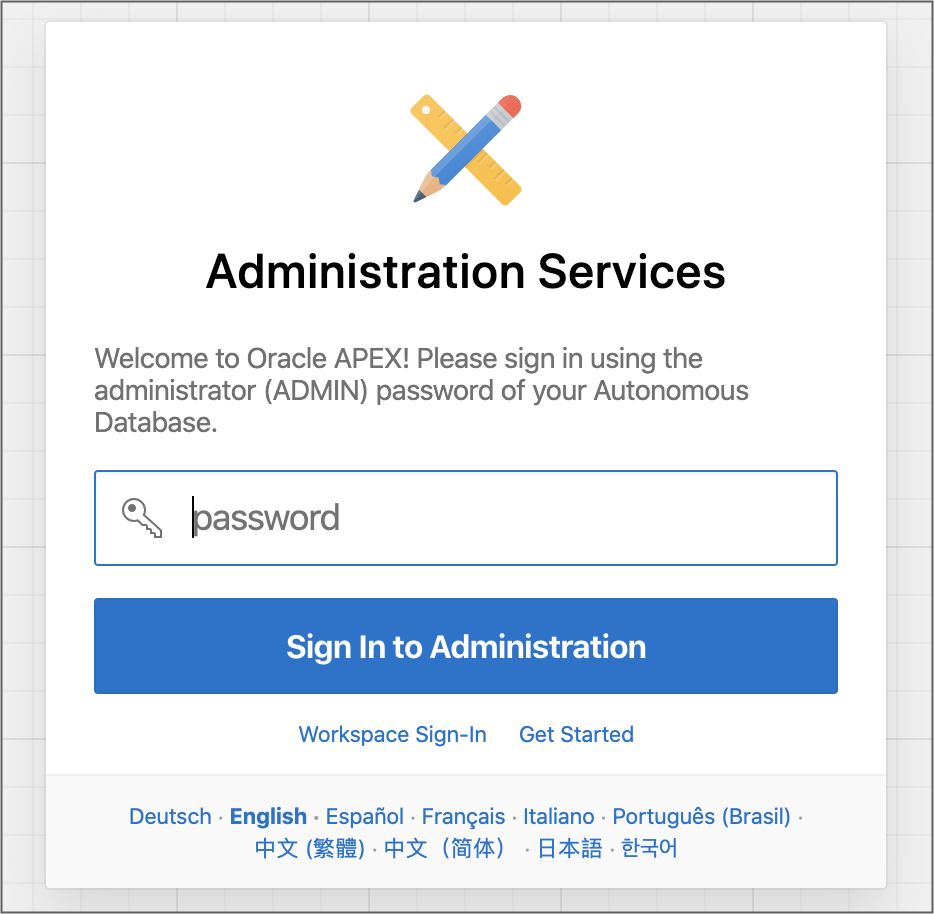 Administration Services
Welcome to Oracle APEX! Please sign in using the
administrator (ADMIN) password of your Autonomous
Database.
password
Sign In to Administration
Workspace Sign-In Get Started
Deutsch · English · Español · Français · Italiano · Português (Brasil) ·
中文 (繁體) · 中文（简体） · 日本語 · 한국어